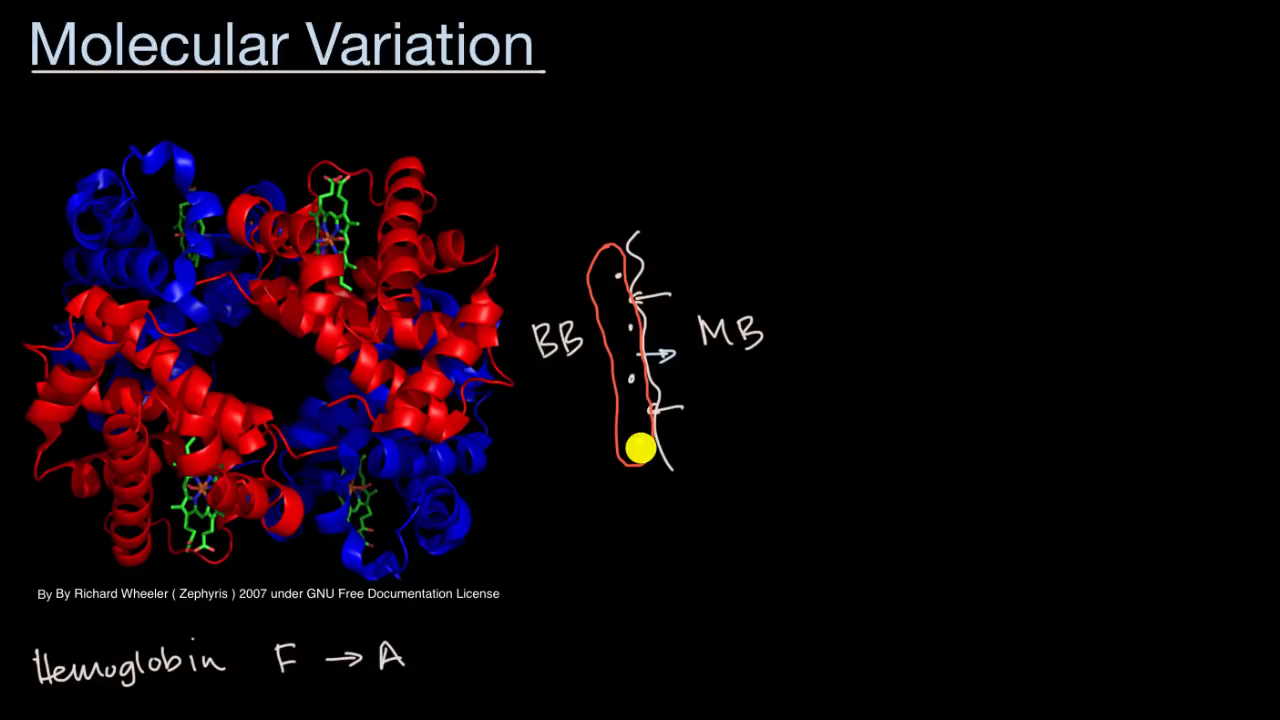 Molecular Variation
BB
MB
By By Richard Wheeler ( Zephyris ) 2007 under GNU Free Documentation License
Hemoglobin F → A